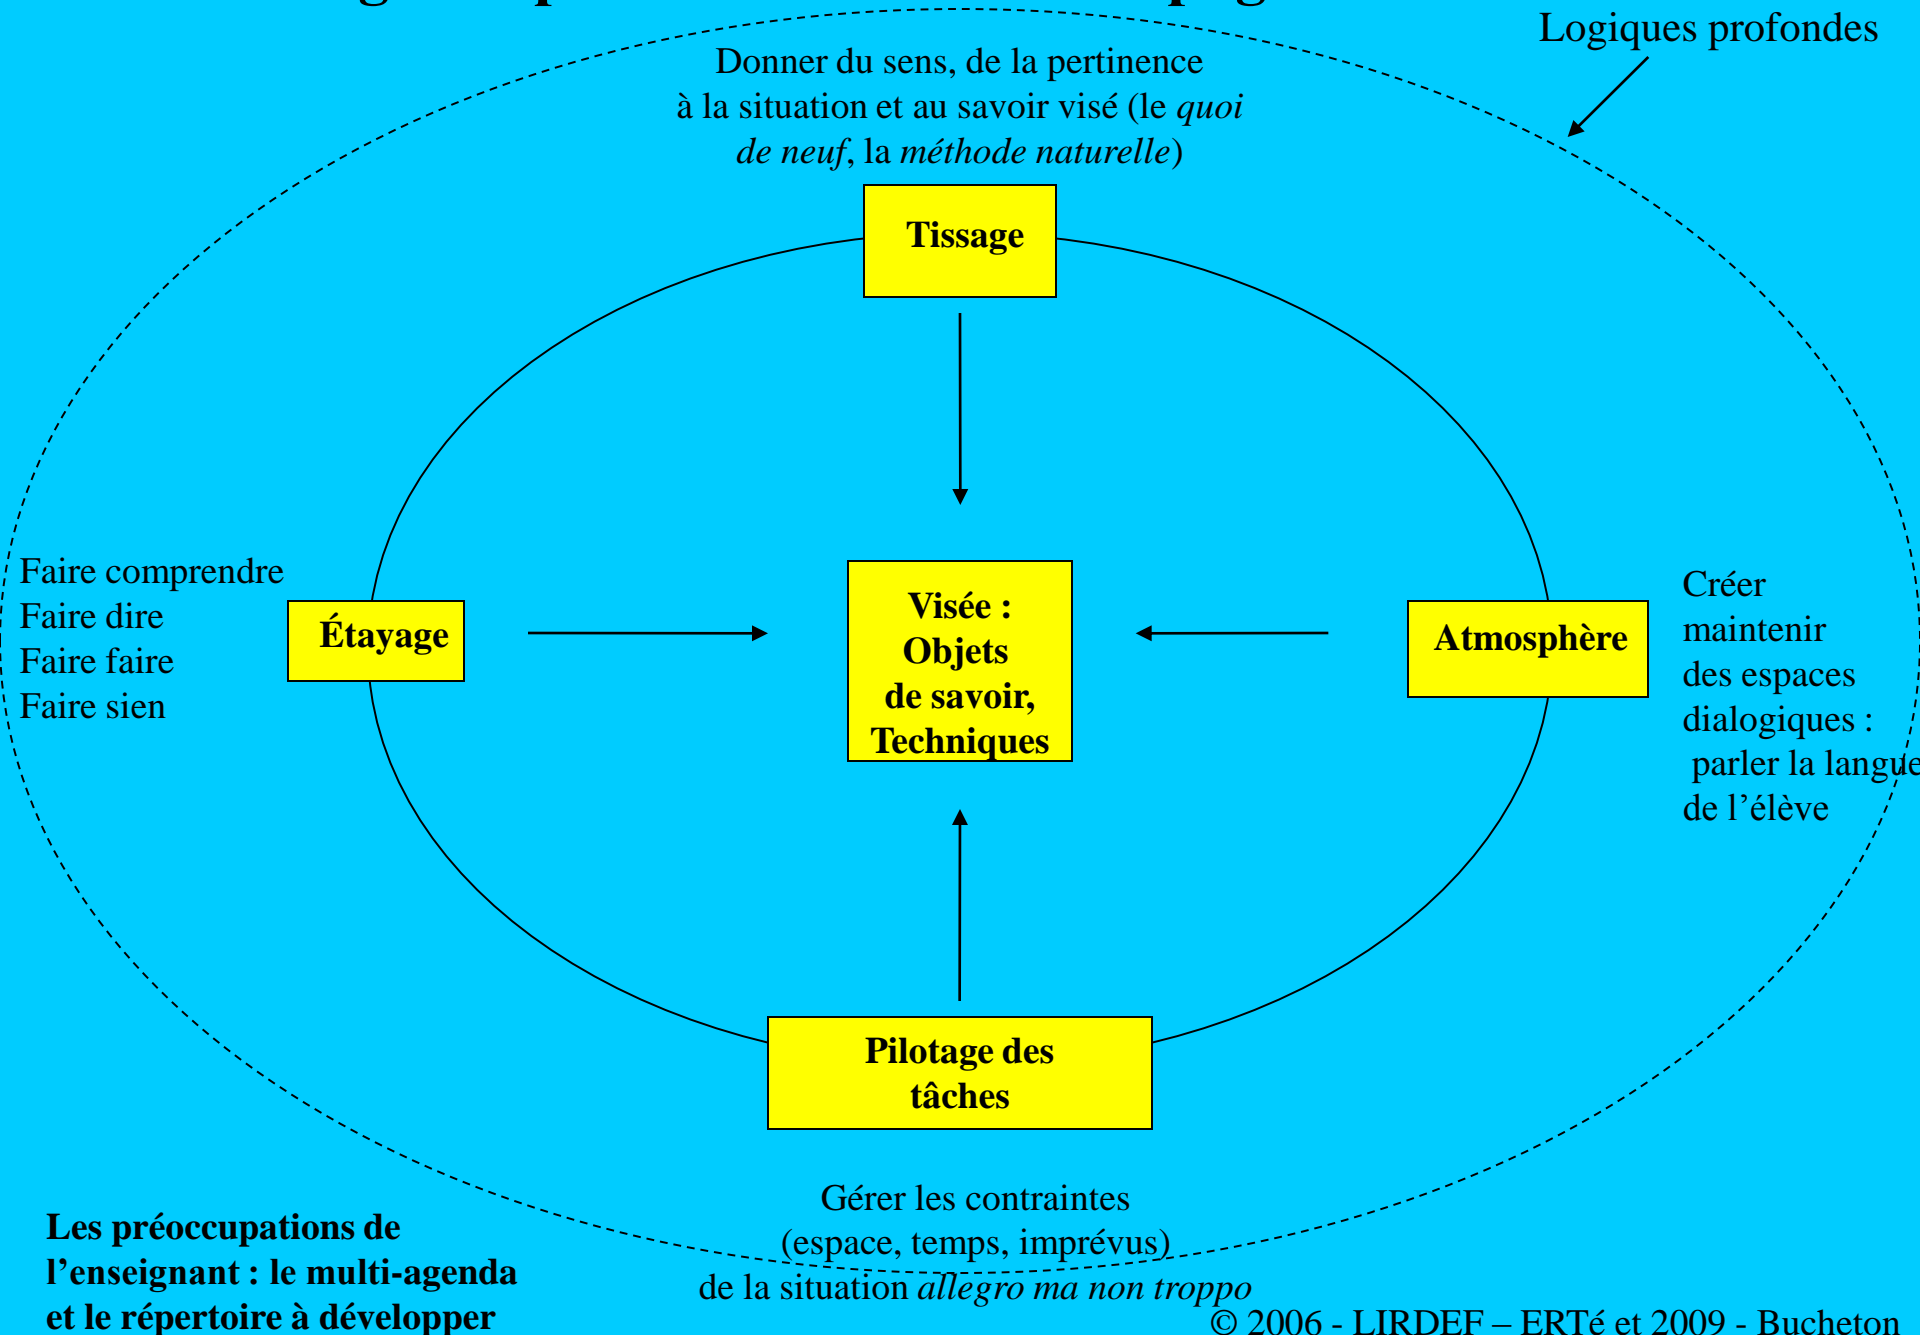 Logiques profondes
Donner du sens, de la pertinence
à la situation et au savoir visé (le quoi
de neuf, la méthode naturelle)
Tissage
Faire comprendre
Faire dire
Faire faire
Faire sien
Étayage
Visée :
Objets
de savoir,
Techniques
Atmosphère
Créer
maintenir
des espaces
dialogiques :
parler la langue
de l’élève
Pilotage des
tâches
Gérer les contraintes
(espace, temps, imprévus)
de la situation allegro ma non troppo
Les préoccupations de
l’enseignant : le multi-agenda
et le répertoire à développer
© 2006 - LIRDEF – ERTé et 2009 - Bucheton